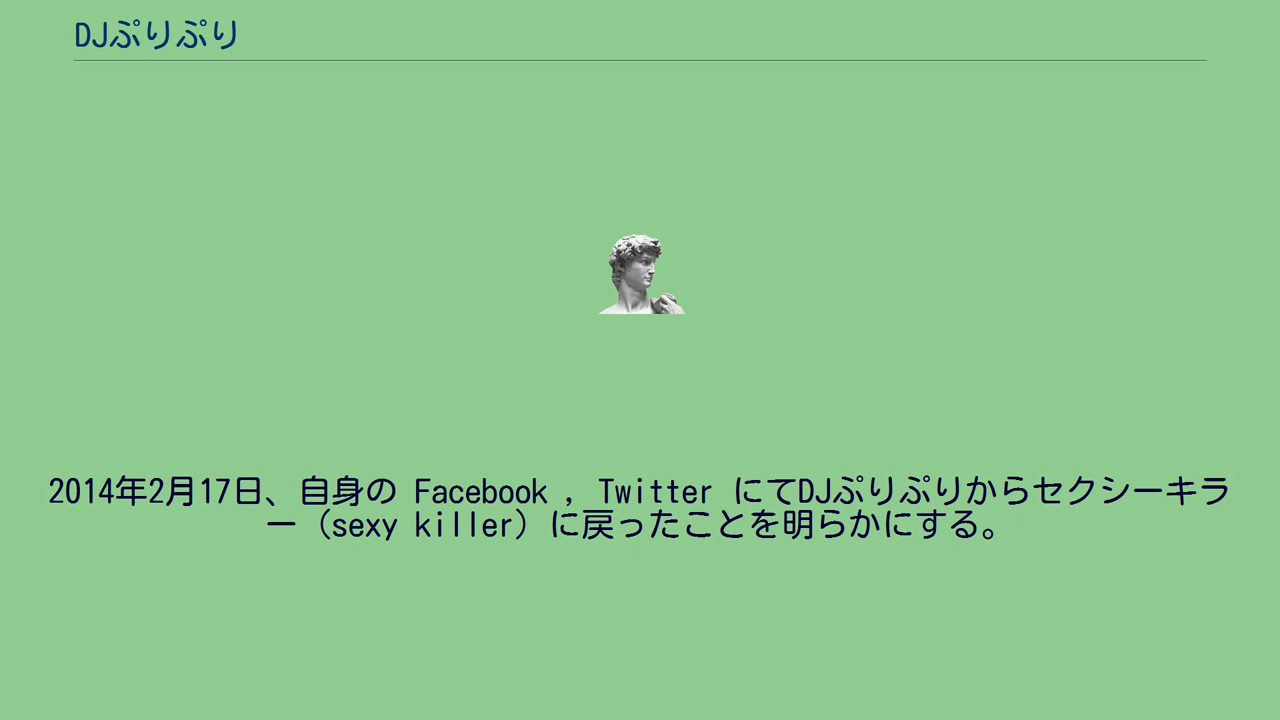 DJぷりぷり
2014年2月17日、自身の Facebook , Twitter にてDJぷりぷりからセクシーキラ
ー（sexy killer）に戻ったことを明らかにする。